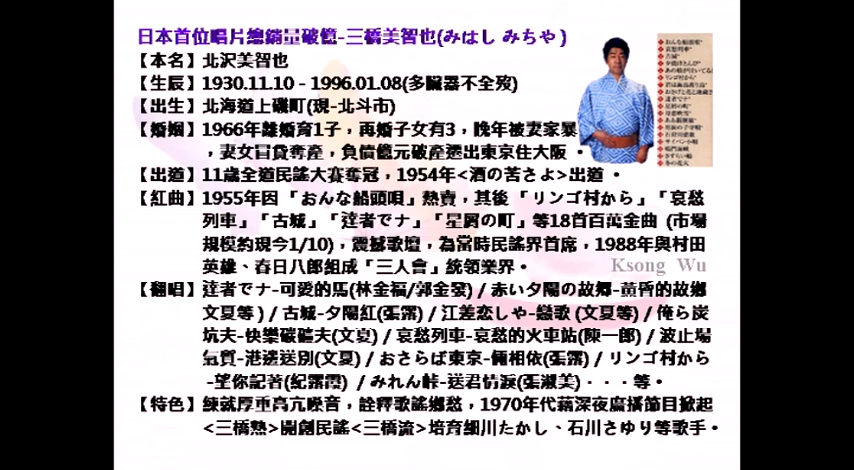 日本首位唱片總銷量破億-三橋美智也(みはし みちや)
【本名】北沢美智也
【生辰】1930.11.10 - 1996.01.08(多臓器不全歿)
【出生】北海道上磯町(現-北斗市)
【婚姻】1966年離婚育1子，再婚子女有3，晚年被妻家暴
，妻女冒貸奪產，負債億元破產逃出東京住大阪。
【出道】11歲全道民謠大賽奪冠，1954年<酒の苦さよ>出道。
【紅曲】1955年因「おんな船頭唄」熱賣，其後「リンゴ村から」「哀愁
列車」「古城」「達者でナ」「星屑の町」等18首百萬金曲 (市場
規模約現今1/10)，震撼歌壇，為當時民謠界首席，1988年與村田
英雄、春日八郎組成「三人會」統領業界。
Ksong Wu
【翻唱】達者でナ-可愛的馬(林金福/郭金發) / 赤い夕陽の故郷-黃昏的故鄉
文夏等) / 古城-夕陽紅(張露) / 江差恋しや-戀歌 (文夏等) / 俺ら炭
坑夫-快樂碳礦夫(文夏) / 哀愁列車-哀愁的火車站(陳一郎) / 波止場
氣質-港邊送別(文夏) / おさらば東京-倆相依(張露) / リンゴ村から
-望你記著(紀露霞) / みれん峠-送君情淚(張淑美)・・・等。
【特色】練就厚重高亢嗓音，詮釋歌謠鄉愁，1970年代藉深夜廣播節目掀起
<三橋熱>開創民謠<三橋流>培育細川たかし、石川さゆり等歌手。